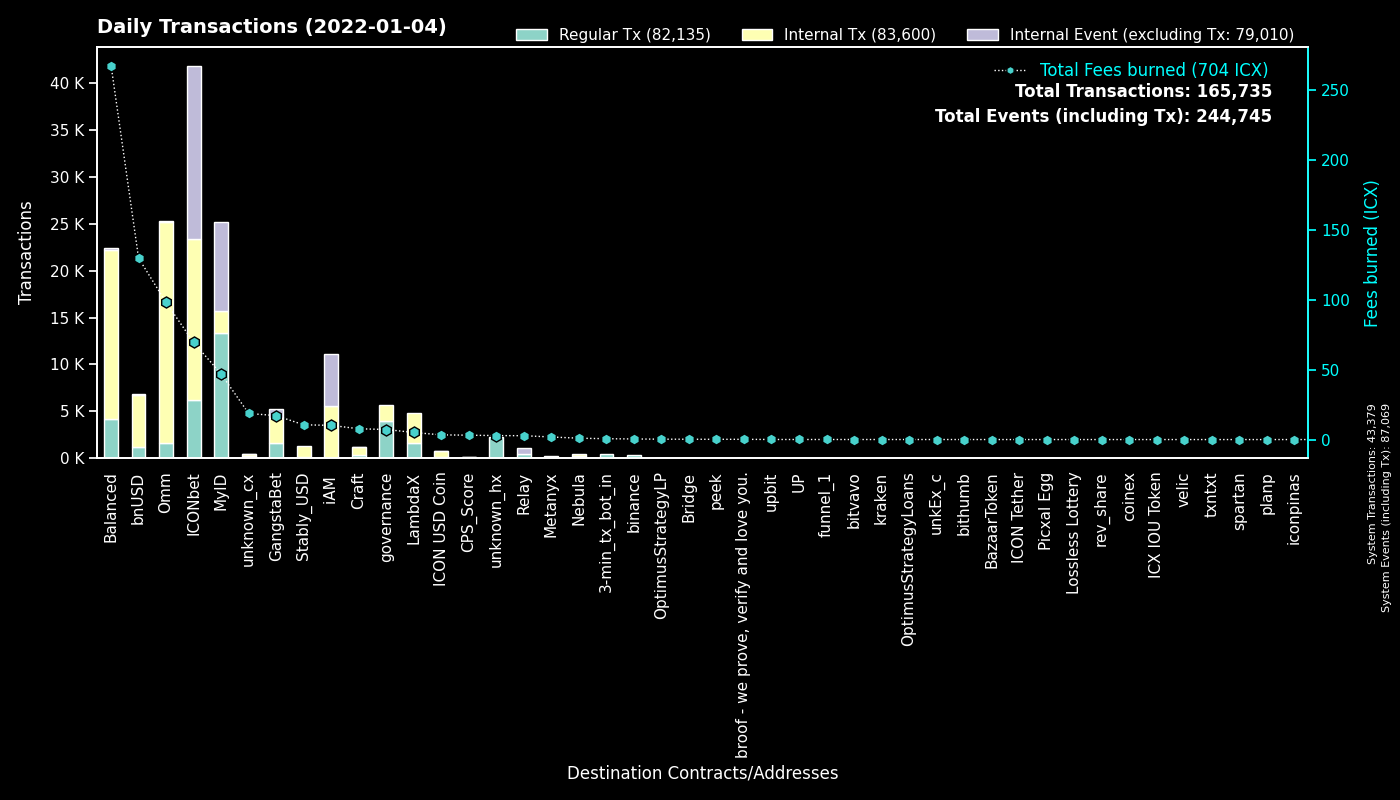 Daily Transactions (2022-01-04)
Regular Tx (82,135)
Internal Tx (83,600)
Internal Event (excluding Tx: 79,010)
Total Fees burned (704 ICX)
Total Transactions: 165,735
Total Events (including Tx): 244,745
Transactions
40 K
35 K
30 K
25 K
20 K
15 K
10 K
5 K
0 K
250
200
150
100
50
0
Fees burned (ICX)
System Transactions: 43,379
System Events (including Tx): 87,069
Balanced
bnUSD
Omm
ICONbet
MyID
unknown_cx
GangstaBet
Stably_USD
iAM
Craft
governance
LambdaX
ICON USD Coin
CPS_Score
unknown_hx
Relay
Metanyx
Nebula
3-min_tx_bot_in
binance
OptimusStrategyLP
Bridge
peek
broof - we prove, verify and love you.
upbit
UP
funnel_1
bitvavo
kraken
OptimusStrategyLoans
unkEx_c
bithumb
BazaarToken
ICON Tether
Picxal Egg
Lossless Lottery
rev_share
coinex
ICX IOU Token
velic
txntxt
spartan
planp
iconpinas
Destination Contracts/Addresses